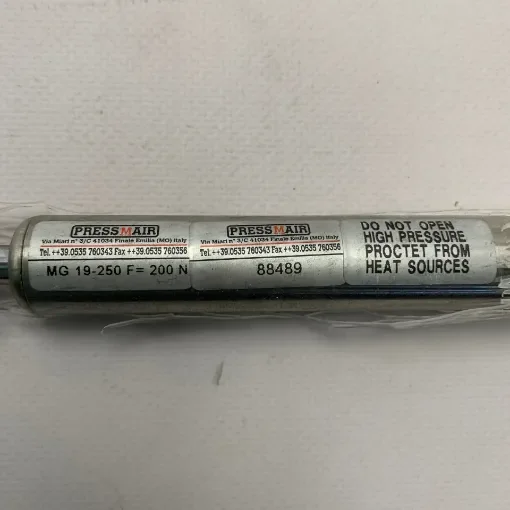 PRESSMAIR
Via Miari n° 3/C 41034 Finale Emilia (MO) Italy
Tel. ++39.0535 760343 Fax ++39.0535 760356
MG 19-250 F= 200 N
PRESSMAIR
Via Miari n° 3/C 41034 Finale Emilia (MO) Italy
Tel. ++39.0535 760343 Fax ++39.0535 760356
88489
DO NOT OPEN
HIGH PRESSURE
PROCTET FROM
HEAT SOURCES